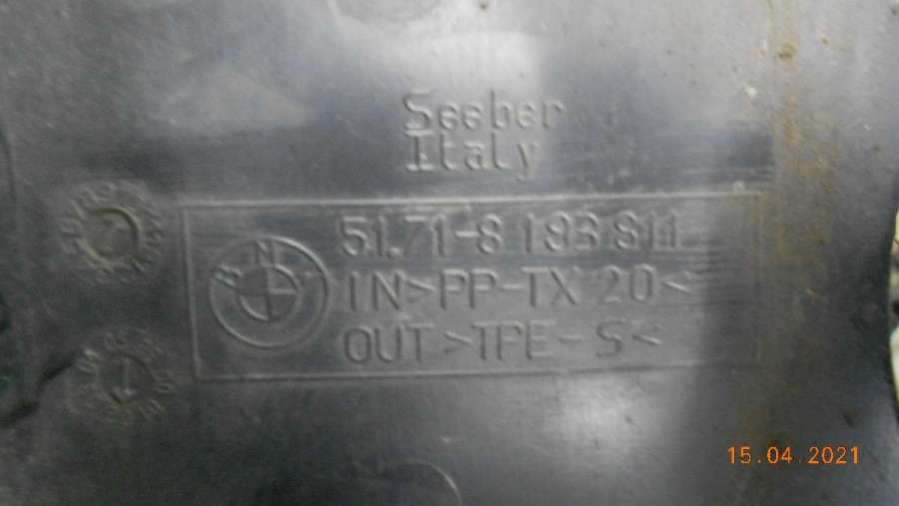 Seeber
Italy
51.71-8 193 811
IN>PP-TX 20<
OUT>TPE-S<
15.04.2021